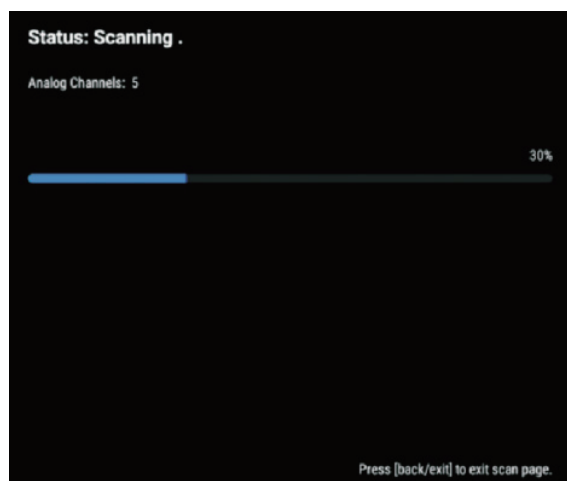 Status: Scanning .
Analog Channels: 5
30%
Press [back/exit] to exit scan page.